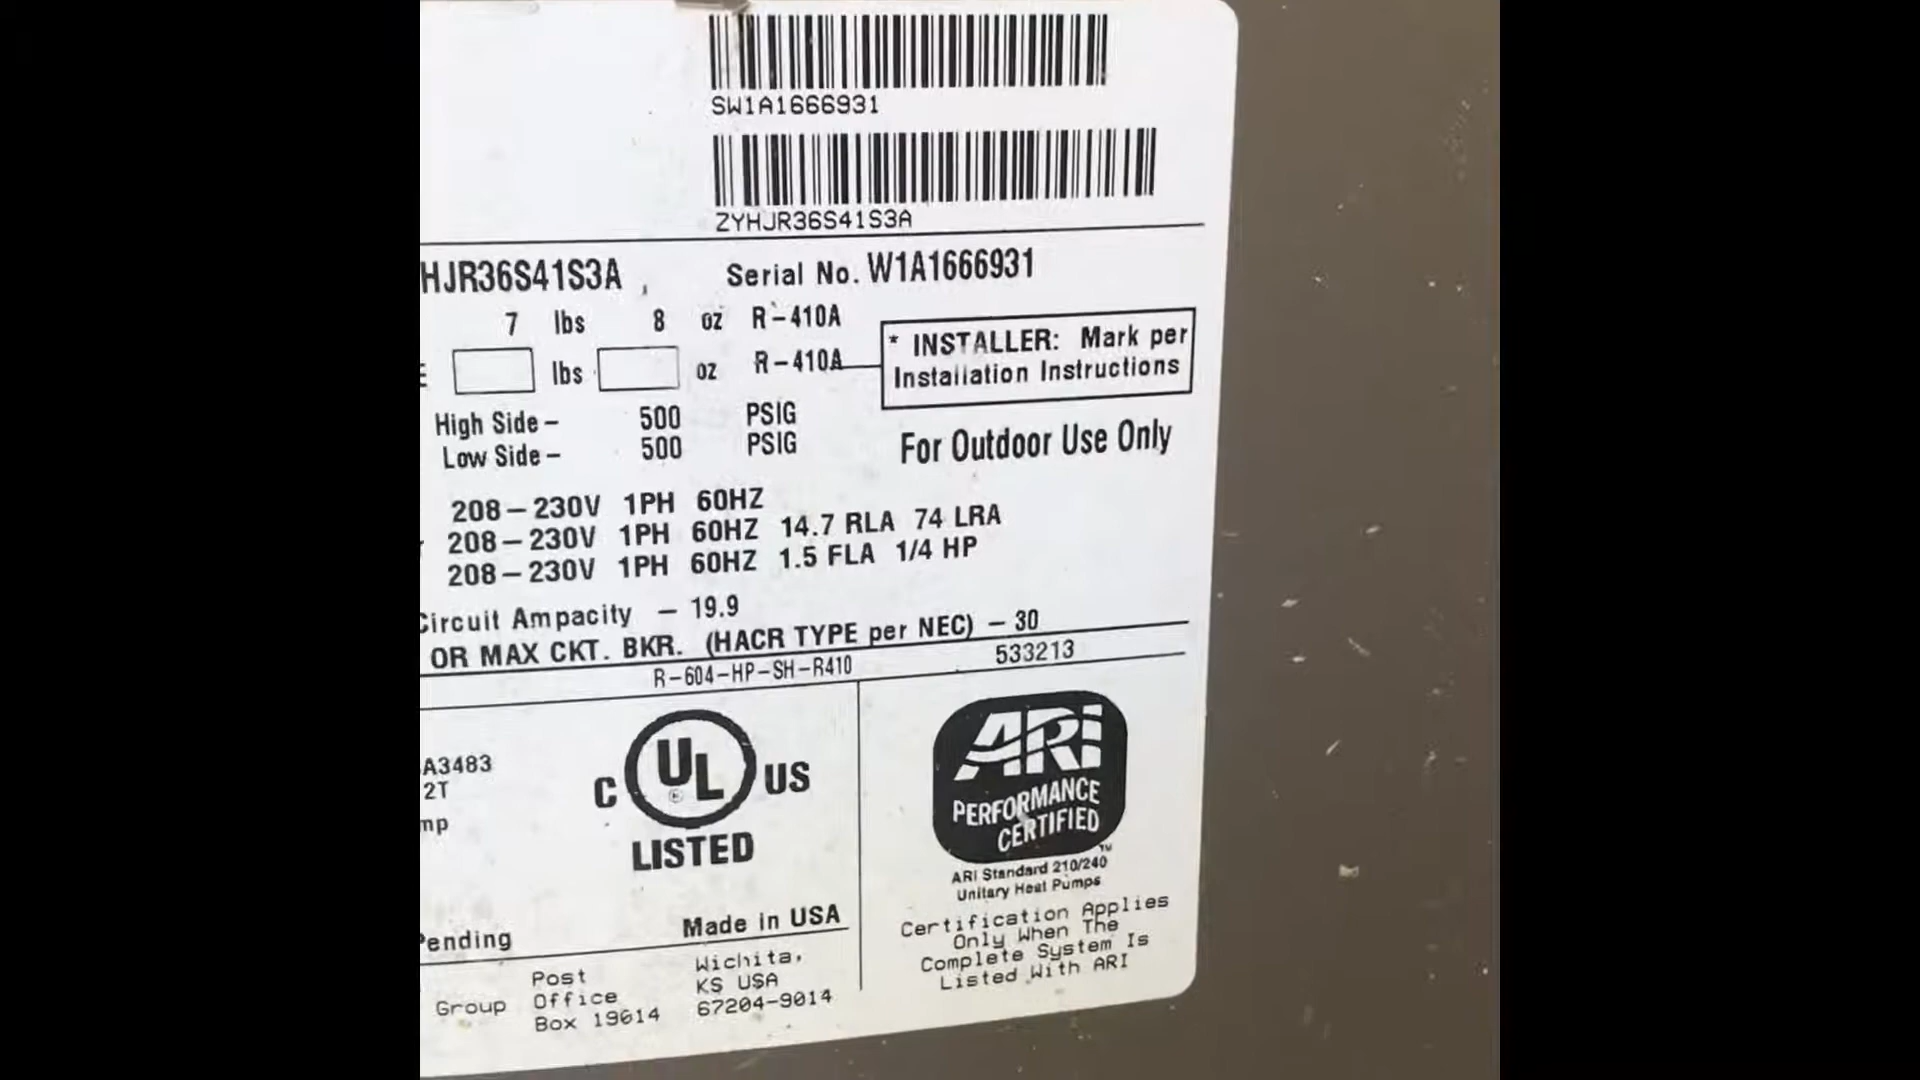 SW1A1666931
ZYHJR36S41S3A
HJR36S41S3A Serial No. W1A1666931
7 lbs 8 oz R-410A
lbs oz R-410A
* INSTALLER: Mark per
Installation Instructions
High Side- 500 PSIG
Low Side- 500 PSIG
For Outdoor Use Only
208-230V 1PH 60HZ
208-230V 1PH 60HZ 14.7 RLA 74 LRA
208-230V 1PH 60HZ 1.5 FLA 1/4 HP
Circuit Ampacity - 19.9
OR MAX CKT. BKR. (HACR TYPE per NEC) - 30
R-604-HP-SH-R410 533213
A3483
2T
mp
C UL ® US
LISTED
ARI
PERFORMANCE
CERTIFIED
TM
ARI Standard 210/240
Unitary Heat Pumps
Certification Applies
Only When The
Complete System Is
Listed With ARI
Pending
Made in USA
Group
Post
Office
Box 19014
Wichita,
KS USA
67204-9014